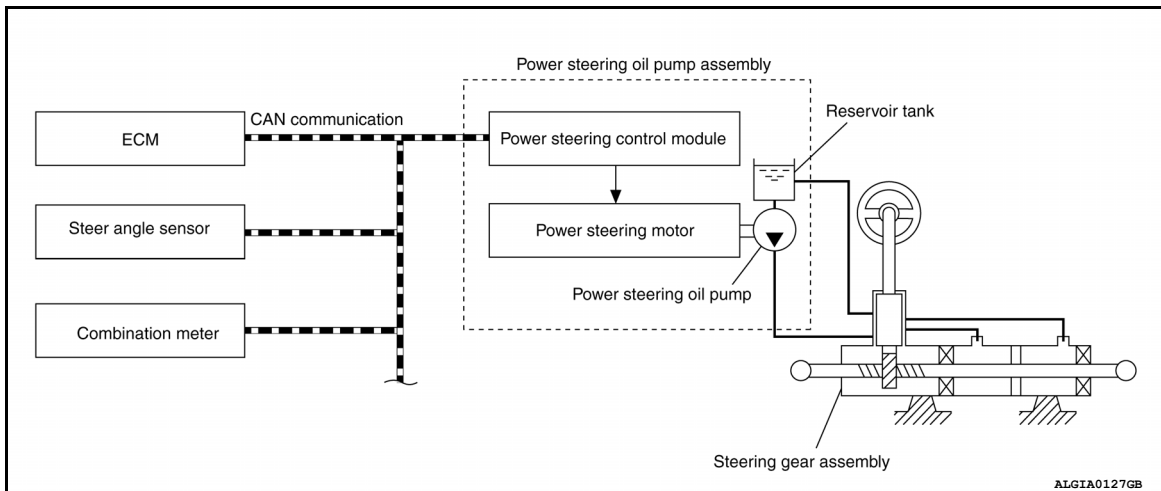 Power steering oil pump assembly
Reservoir tank
CAN communication
ECM
Power steering control module
Steer angle sensor
Power steering motor
Power steering oil pump
Combination meter
Steering gear assembly
ALGIA0127GB